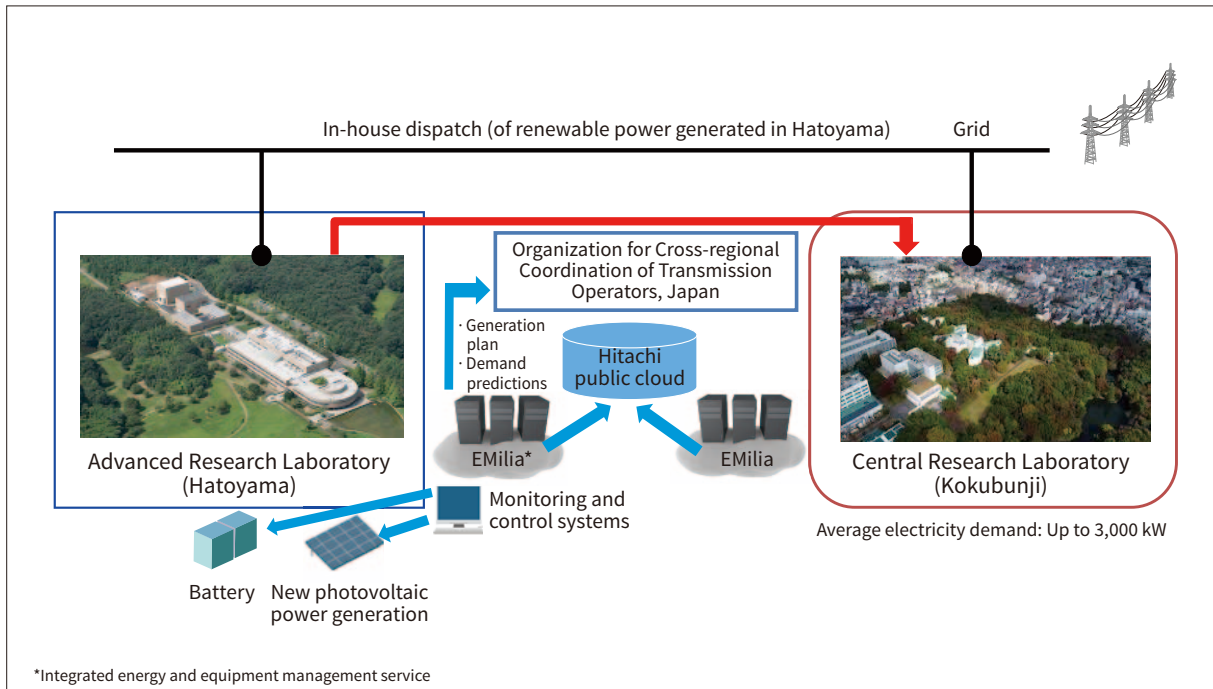 In-house dispatch (of renewable power generated in Hatoyama)
Grid
Organization for Cross-regional
Coordination of Transmission
Operators, Japan
· Generation
plan
· Demand
predictions
Hitachi
public cloud
EMilia*
EMilia
Advanced Research Laboratory
(Hatoyama)
Central Research Laboratory
(Kokubunji)
Monitoring and
control systems
Average electricity demand: Up to 3,000 kW
Battery
New photovoltaic
power generation
*Integrated energy and equipment management service